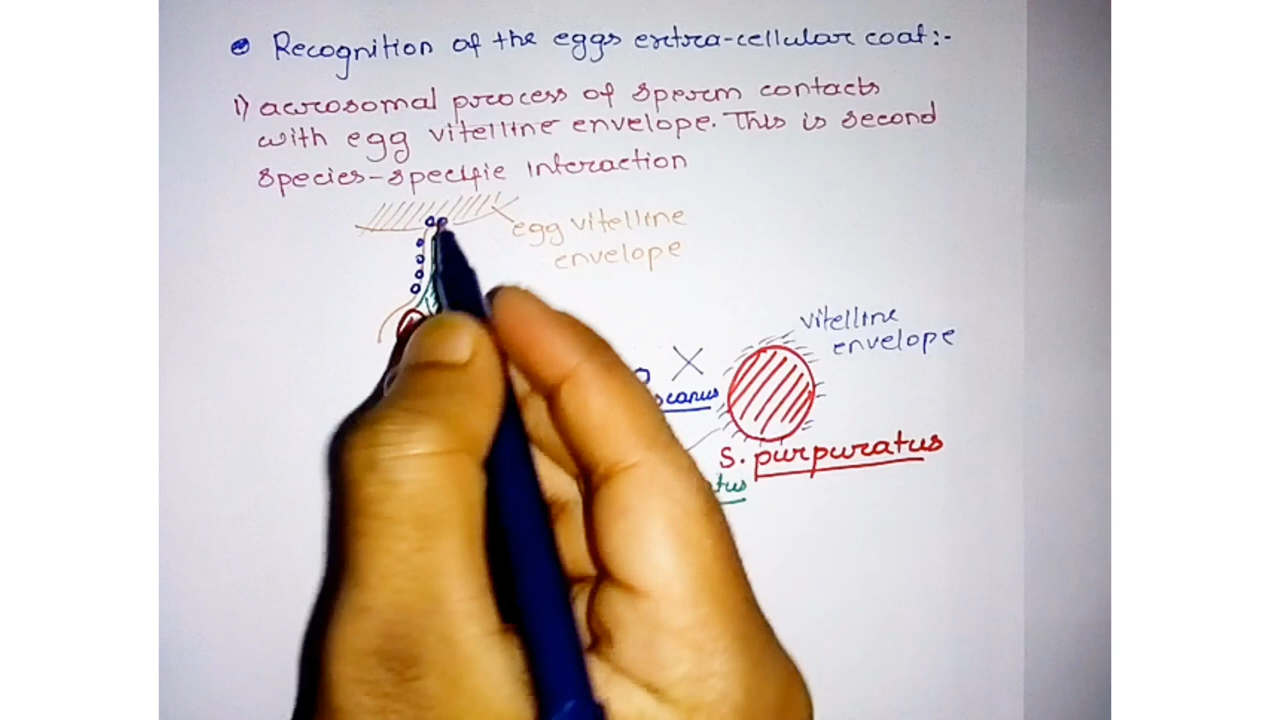 Recognition of the eggs extra-cellular coat:-
1) acrosomal process of sperm contacts
with egg vitelline envelope. This is second
species-specific interaction
egg vitelline
envelope
vitelline
envelope
S. purpuratus